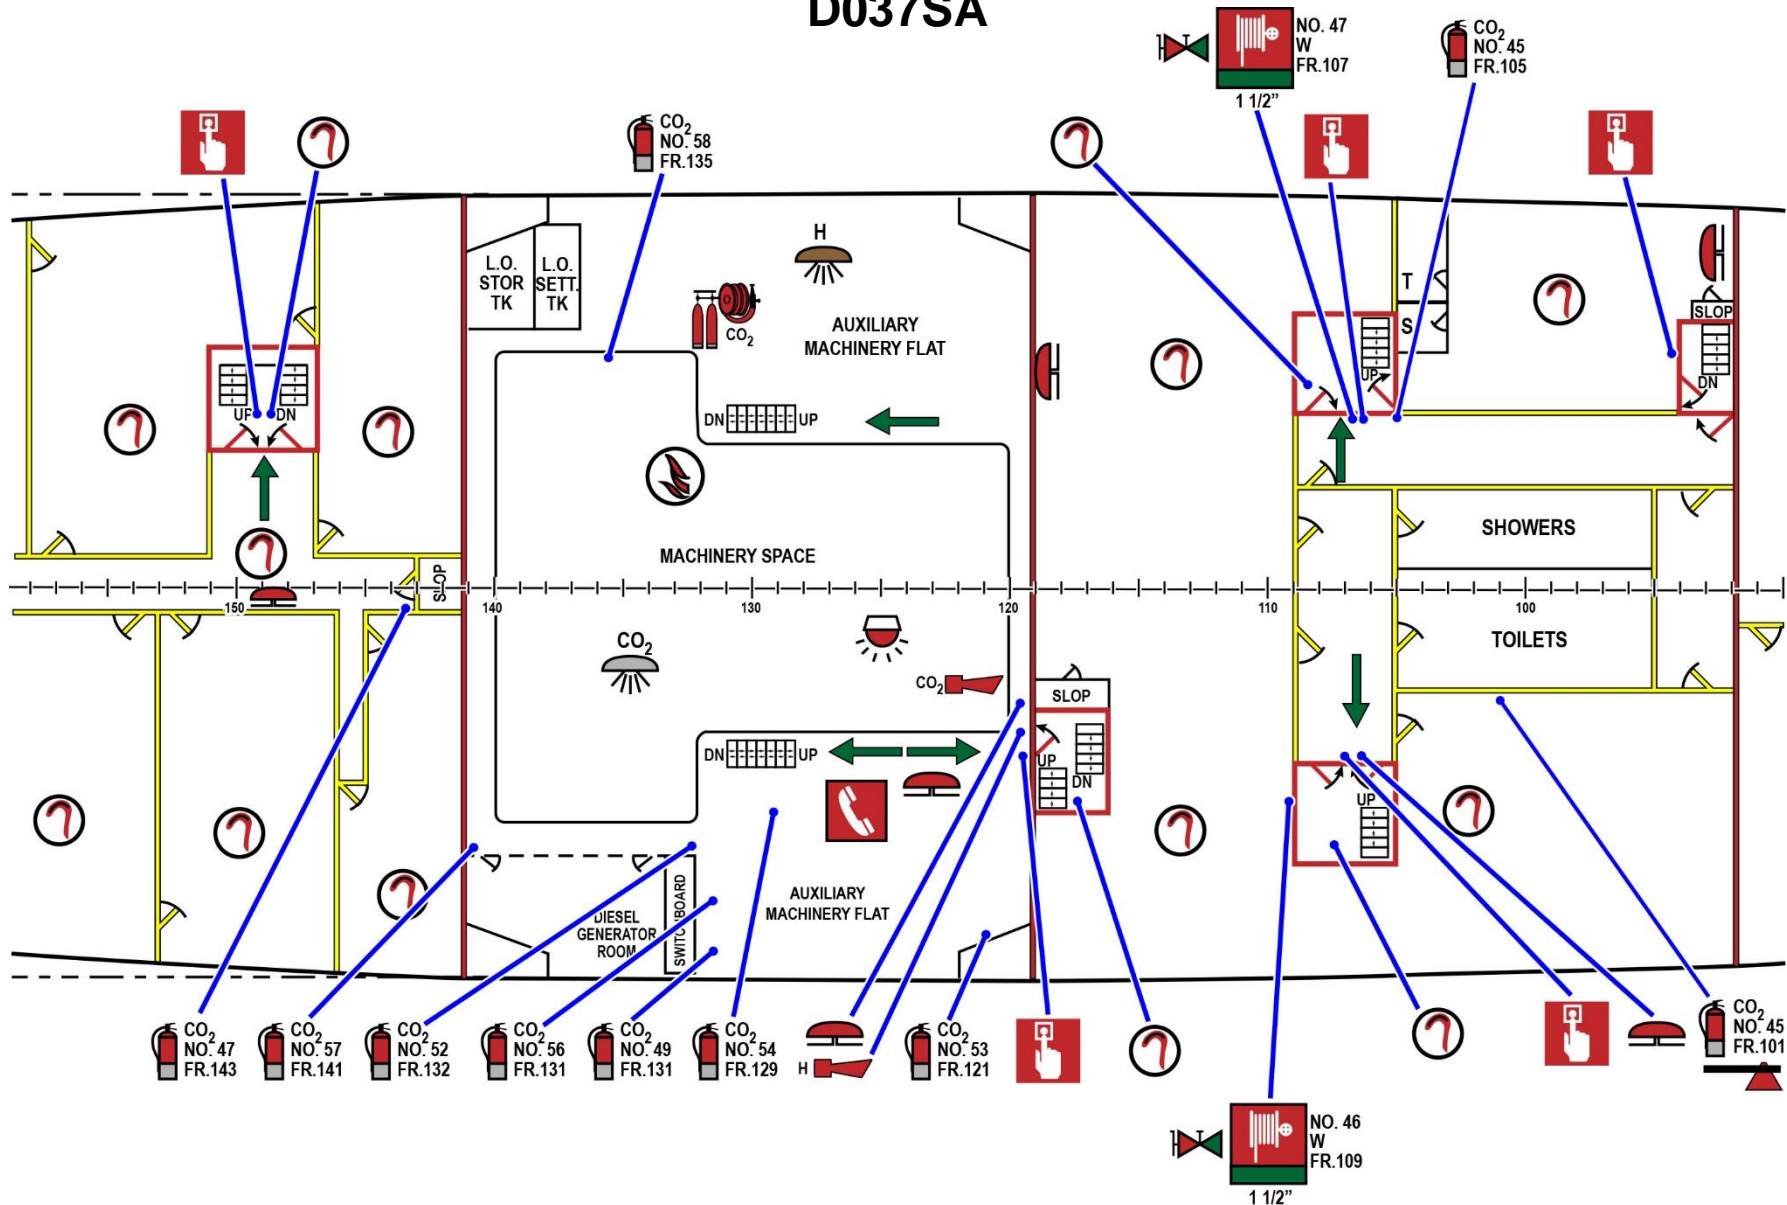 D037SA
NO. 47
W
FR.107
1 1/2”
CO2
NO. 45
FR.105
CO2
NO. 58
FR.135
H
L.O.
STOR
TK
L.O.
SETT.
TK
CO2
AUXILIARY
MACHINERY FLAT
T
S
SLOP
UP
DN
DN
UP
UP
DN
SHOWERS
MACHINERY SPACE
SLOP
150
140
130
120
110
100
CO2
TOILETS
CO2
SLOP
DN
UP
UP
DN
UP
DIESEL
GENERATOR
ROOM
SWITCHBOARD
AUXILIARY
MACHINERY FLAT
CO2
NO. 47
FR.143
CO2
NO. 57
FR.141
CO2
NO. 52
FR.132
CO2
NO. 56
FR.131
CO2
NO. 49
FR.131
CO2
NO. 54
FR.129
H
CO2
NO. 53
FR.121
CO2
NO. 45
FR.101
NO. 46
W
FR.109
1 1/2”